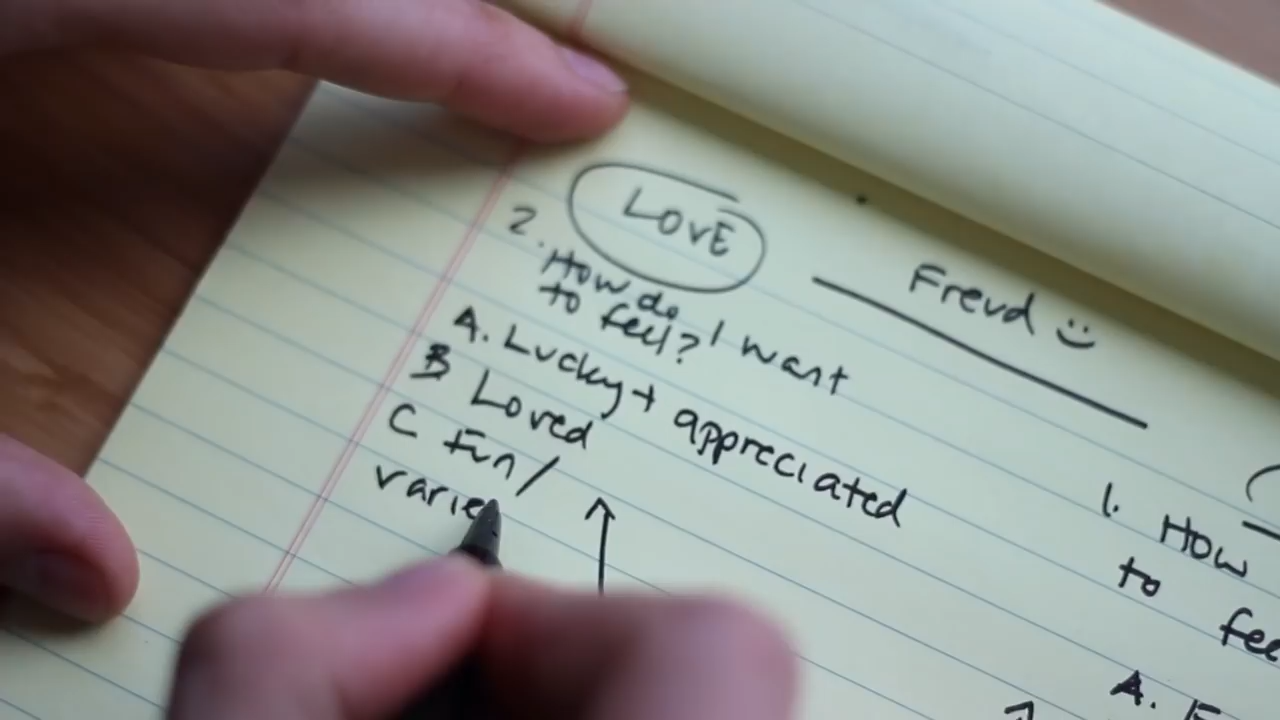 LOVE
Freud
2. How do I want
to feel?
A. Lucky + appreciated
B Loved
C Fun/
varie
1. How
to fee
A.